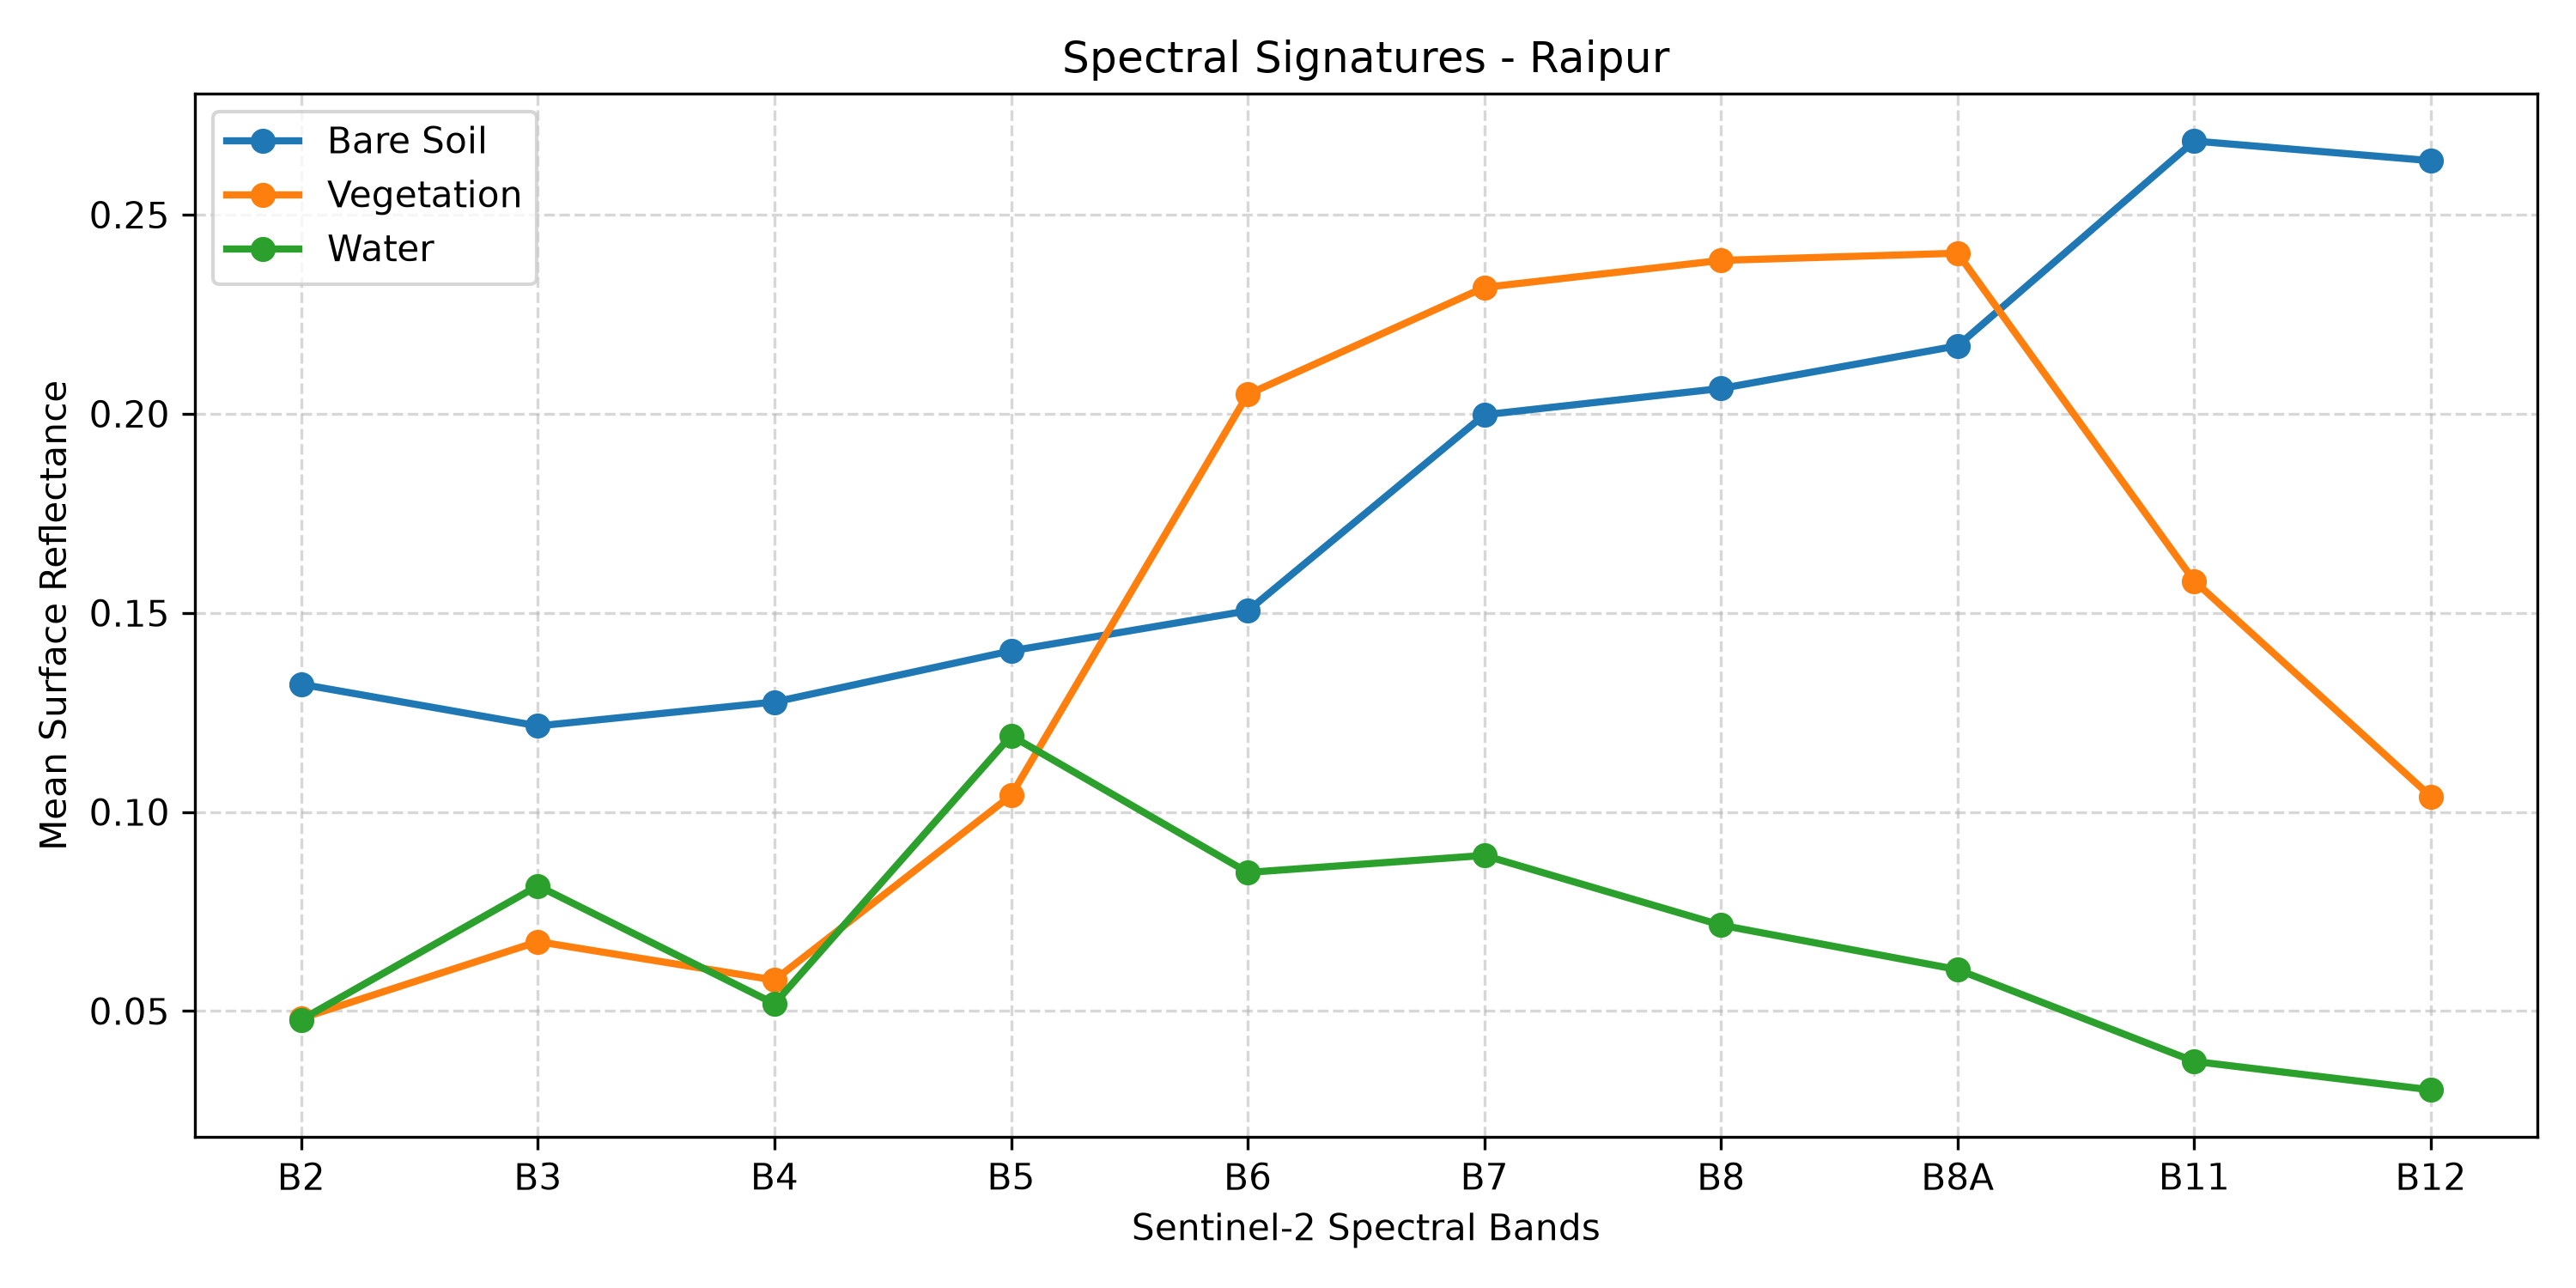 Spectral Signatures - Raipur
Bare Soil
Vegetation
Water
Mean Surface Reflectance
0.25
0.20
0.15
0.10
0.05
B2 B3 B4 B5 B6 B7 B8 B8A B11 B12
Sentinel-2 Spectral Bands